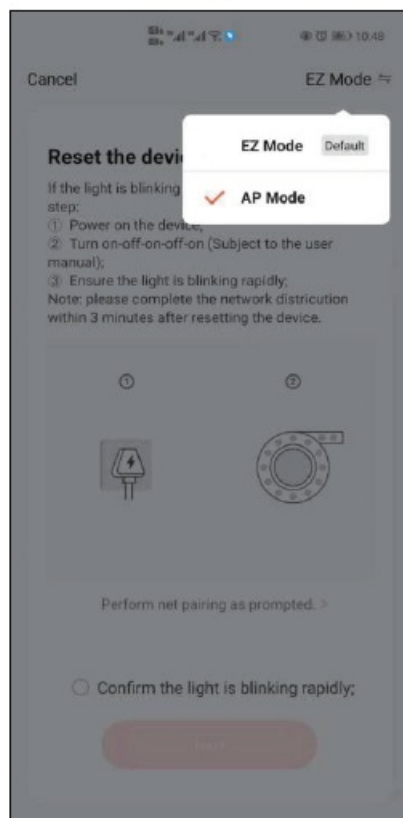 10:48
Cancel
EZ Mode
EZ Mode Default
AP Mode
Reset the devi
If the light is blinking
step:
① Power on the device;
② Turn on-off-on-off-on (Subject to the user
manual);
③ Ensure the light is blinking rapidly;
Note: please complete the network districution
within 3 minutes after resetting the device.
① ②
Perform net pairing as prompted. >
Confirm the light is blinking rapidly;
Next